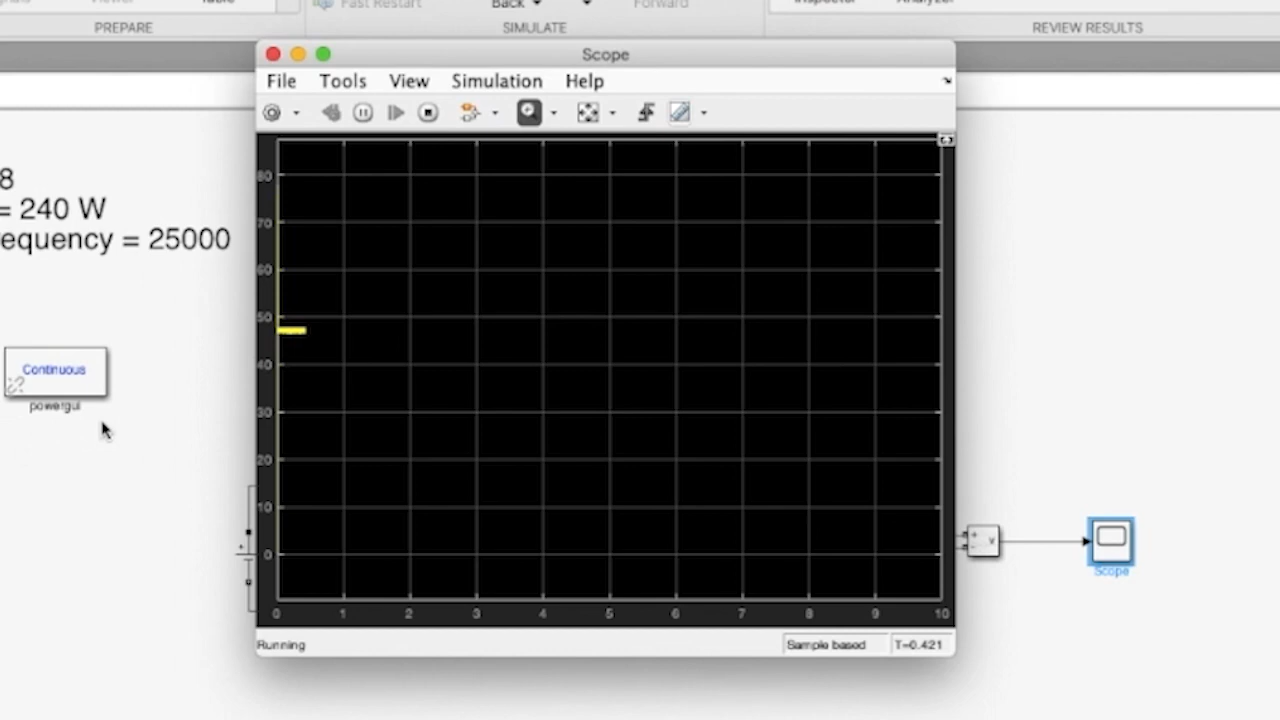 Fast Restart
Back
Forward
PREPARE
SIMULATE
REVIEW RESULTS
Scope
File Tools View Simulation Help
8
= 240 W
equency = 25000
Continuous
powergui
80
70
60
50
40
30
20
10
0
0 1 2 3 4 5 6 7 8 9 10
+
-
v
Scope
Running
Sample based
T=0.421